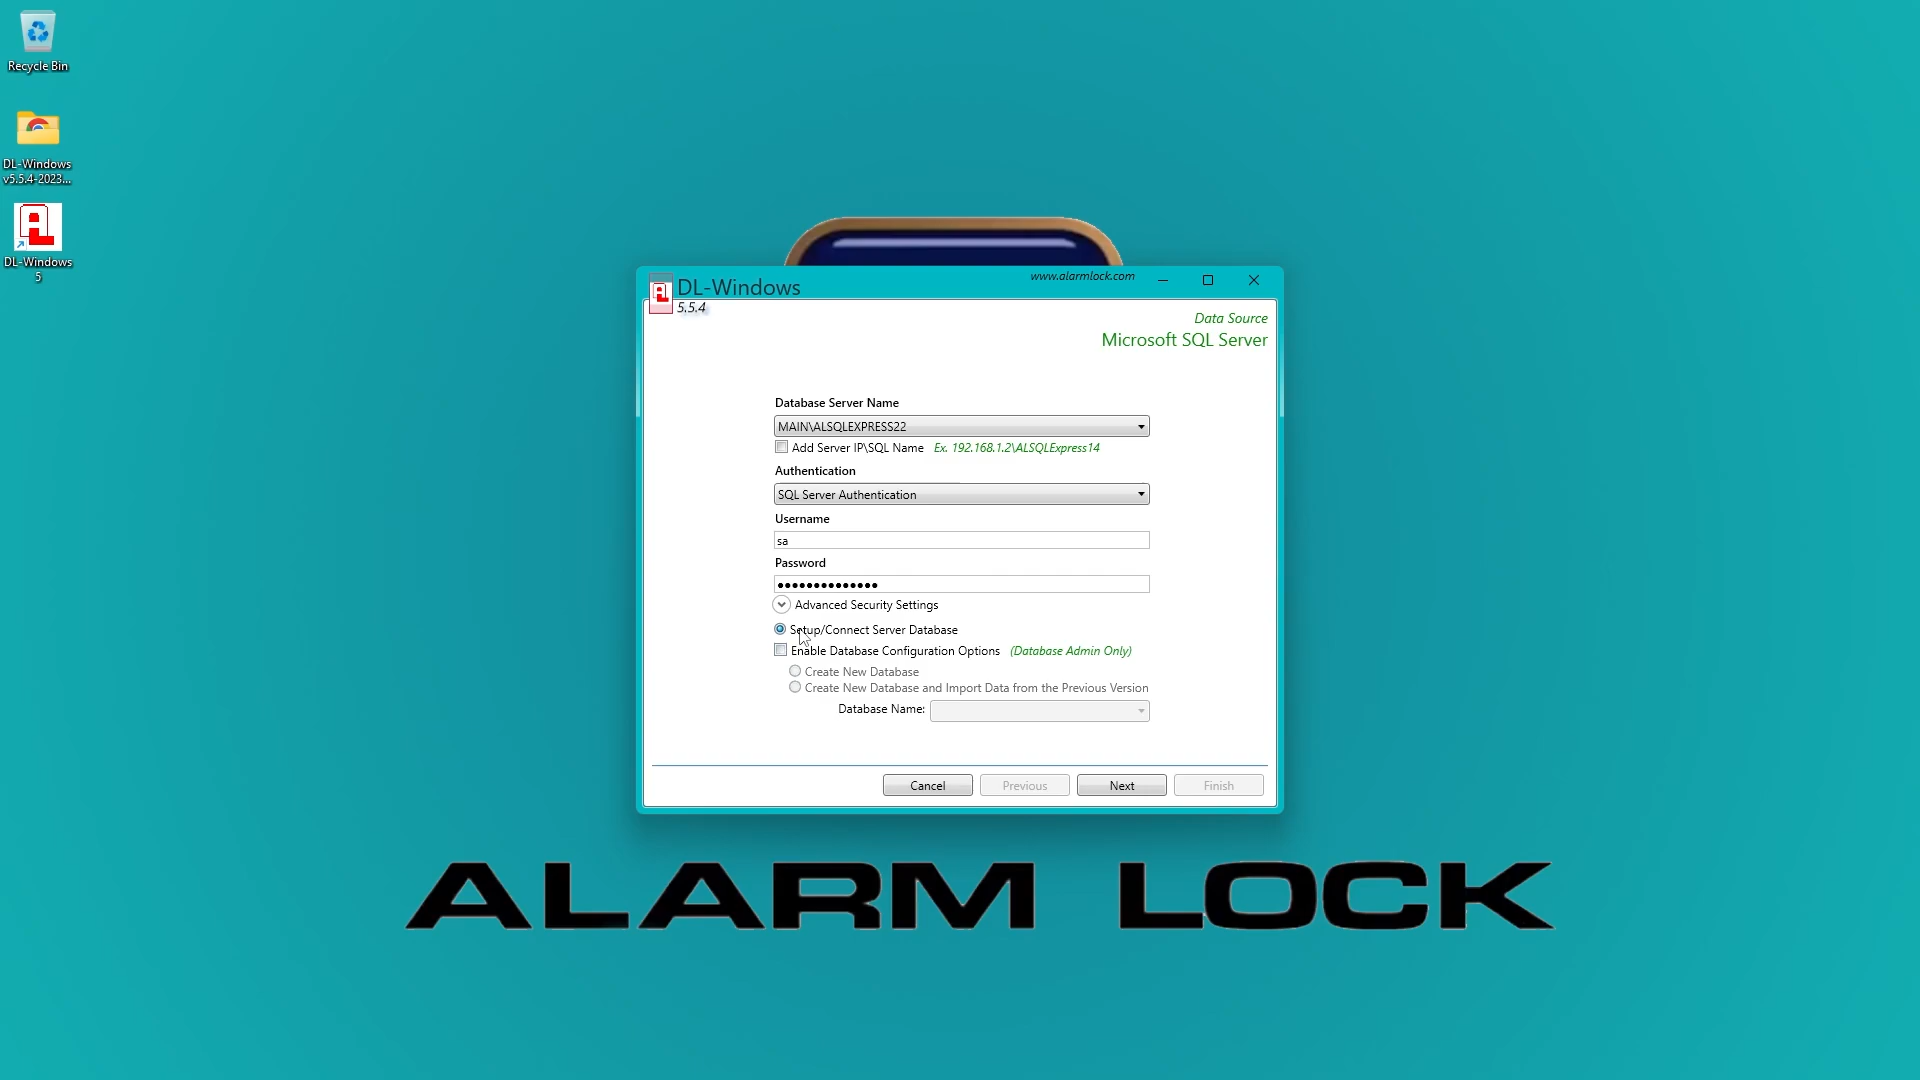 Recycle Bin
DL-Windows
v5.5.4-2023...
DL-Windows
5
DL-Windows
5.5.4
www.alarmlock.com
Data Source
Microsoft SQL Server
Database Server Name
MAIN\ALSQLEXPRESS22
Add Server IP\SQL Name Ex. 192.168.1.2\ALSQLExpress14
Authentication
SQL Server Authentication
Username
sa
Password
••••••••••••••
Advanced Security Settings
Setup/Connect Server Database
Enable Database Configuration Options (Database Admin Only)
Create New Database
Create New Database and Import Data from the Previous Version
Database Name:
Cancel Previous Next Finish
ALARM LOCK